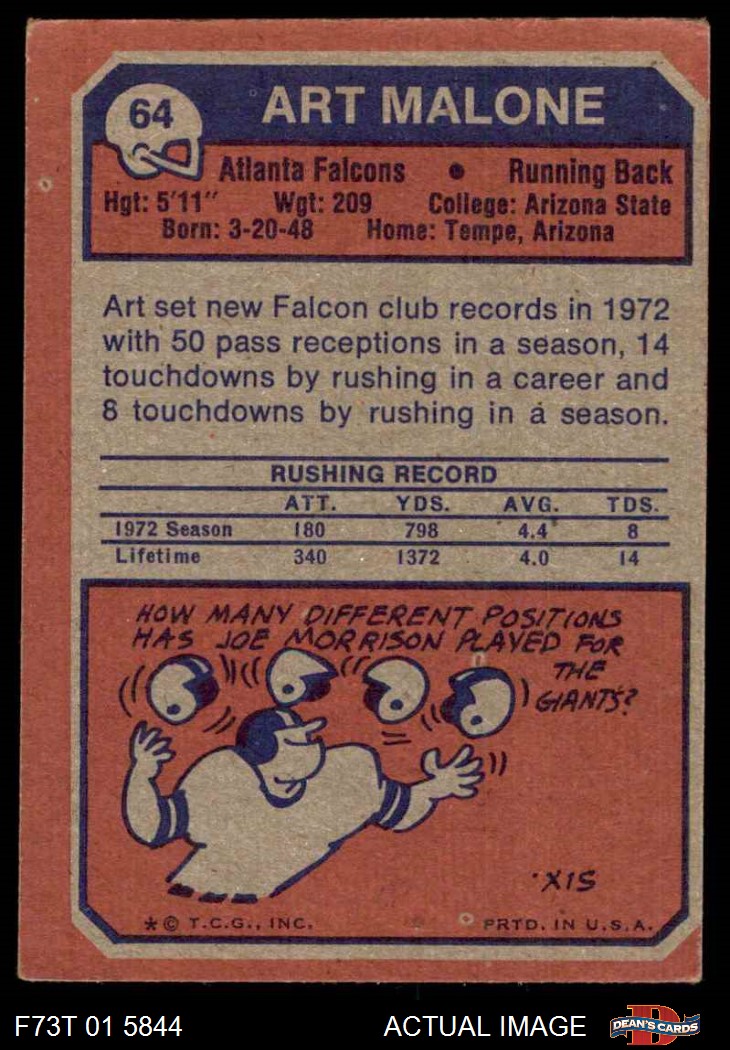 64
ART MALONE
Atlanta Falcons • Running Back
Hgt: 5'11" Wgt: 209 College: Arizona State
Born: 3-20-48 Home: Tempe, Arizona
Art set new Falcon club records in 1972
with 50 pass receptions in a season, 14
touchdowns by rushing in a career and
8 touchdowns by rushing in a season.
RUSHING RECORD
ATT. YDS. AVG. TDS.
1972 Season 180 798 4.4 8
Lifetime 340 1372 4.0 14
HOW MANY DIFFERENT POSITIONS
HAS JOE MORRISON PLAYED FOR
THE
GIANTS?
SIX
* © T.C.G., INC. PRTD. IN U.S.A.
F73T 01 5844 ACTUAL IMAGE D DEAN'S CARDS